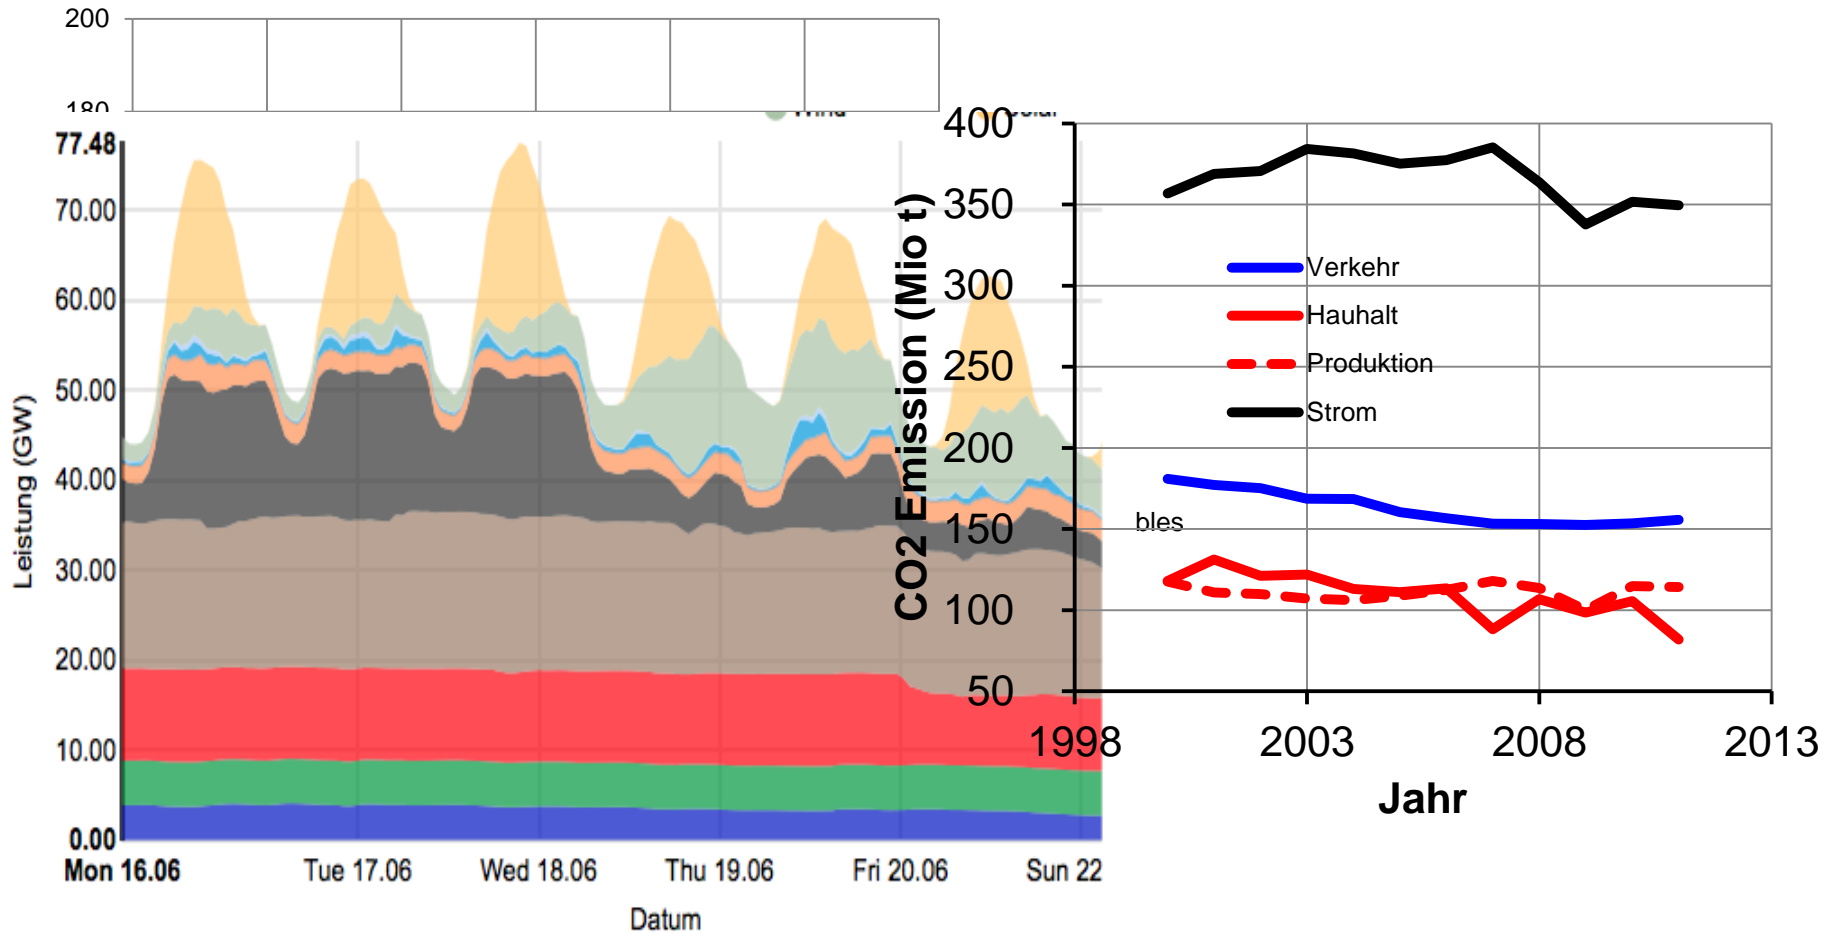 200
180
Wind
Solar
77.48
70.00
60.00
50.00
40.00
30.00
20.00
10.00
0.00
Leistung (GW)
Mon 16.06
Tue 17.06
Wed 18.06
Thu 19.06
Fri 20.06
Sun 22
Datum
400
350
300
250
200
150
100
50
CO2 Emission (Mio t)
Verkehr
Hauhalt
Produktion
Strom
bles
1998
2003
2008
2013
Jahr